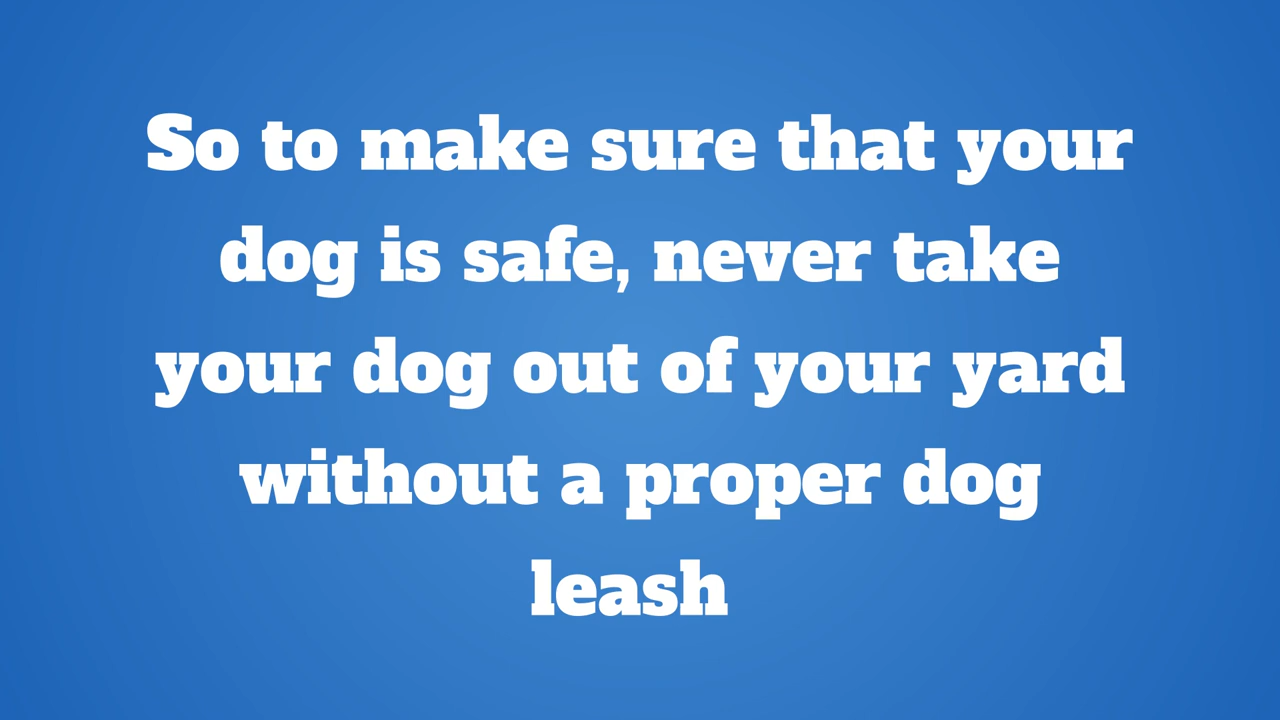 So to make sure that your
dog is safe, never take
your dog out of your yard
without a proper dog
leash